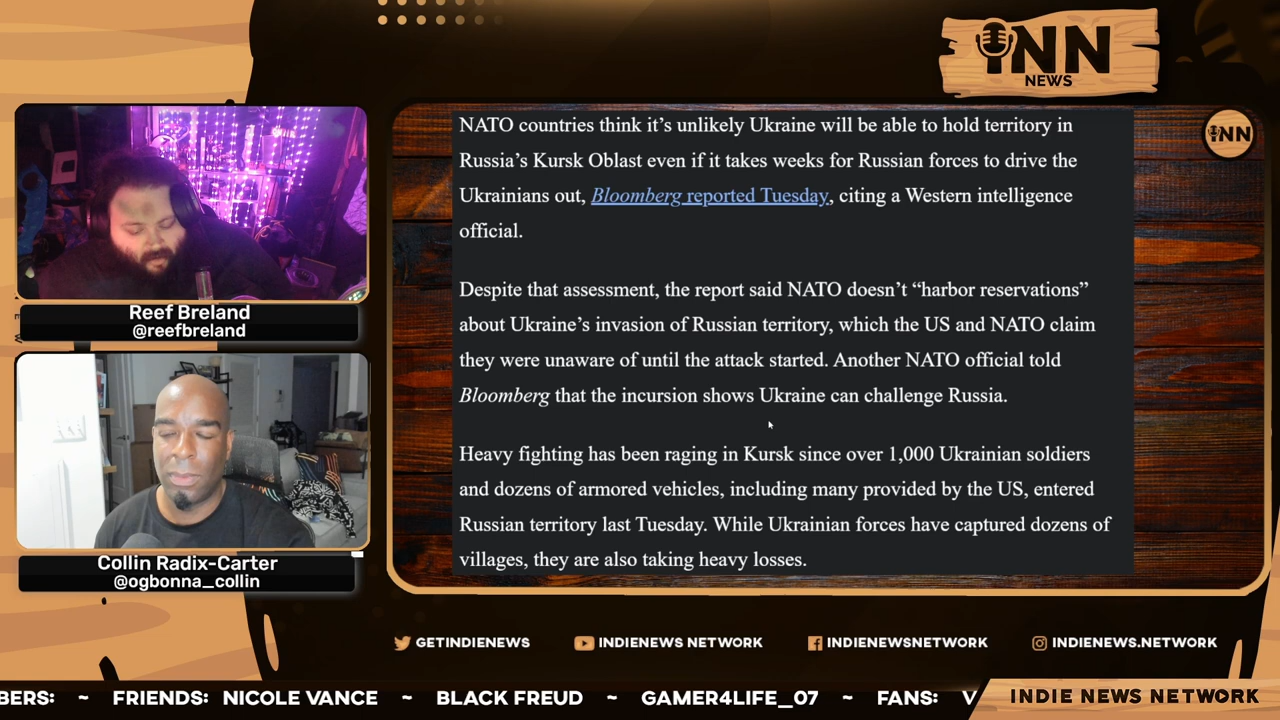 INN
NEWS
INN
NATO countries think it’s unlikely Ukraine will be able to hold territory in
Russia’s Kursk Oblast even if it takes weeks for Russian forces to drive the
Ukrainians out, Bloomberg reported Tuesday, citing a Western intelligence
official.
Despite that assessment, the report said NATO doesn’t “harbor reservations”
about Ukraine’s invasion of Russian territory, which the US and NATO claim
they were unaware of until the attack started. Another NATO official told
Bloomberg that the incursion shows Ukraine can challenge Russia.
Heavy fighting has been raging in Kursk since over 1,000 Ukrainian soldiers
and dozens of armored vehicles, including many provided by the US, entered
Russian territory last Tuesday. While Ukrainian forces have captured dozens of
villages, they are also taking heavy losses.
Reef Breland
@reefbreland
Collin Radix-Carter
@ogbonna_collin
GETINDIENEWS INDIENEWS NETWORK INDIENEWSNETWORK INDIENEWS.NETWORK
BERS: ~ FRIENDS: NICOLE VANCE ~ BLACK FREUD ~ GAMER4LIFE_07 ~ FANS: V
INDIE NEWS NETWORK